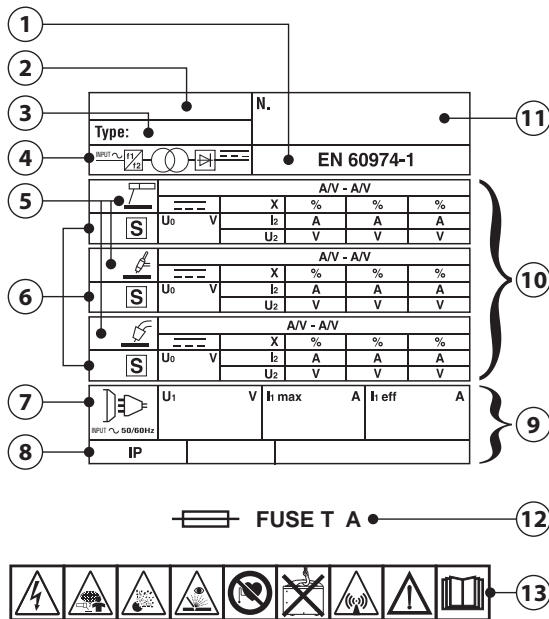 1
2
N.
3
Type:
11
4
INPUT f1 f2
EN 60974-1
5
A/V - A/V
X % % %
S U0 V I2 A A A
U2 V V V
A/V - A/V
10
X % % %
6
S U0 V I2 A A A
U2 V V V
A/V - A/V
X % % %
S U0 V I2 A A A
U2 V V V
7
U1 V I1 max A I1 eff A
9
INPUT ~ 50/60Hz
8
IP
FUSE T A
12
13